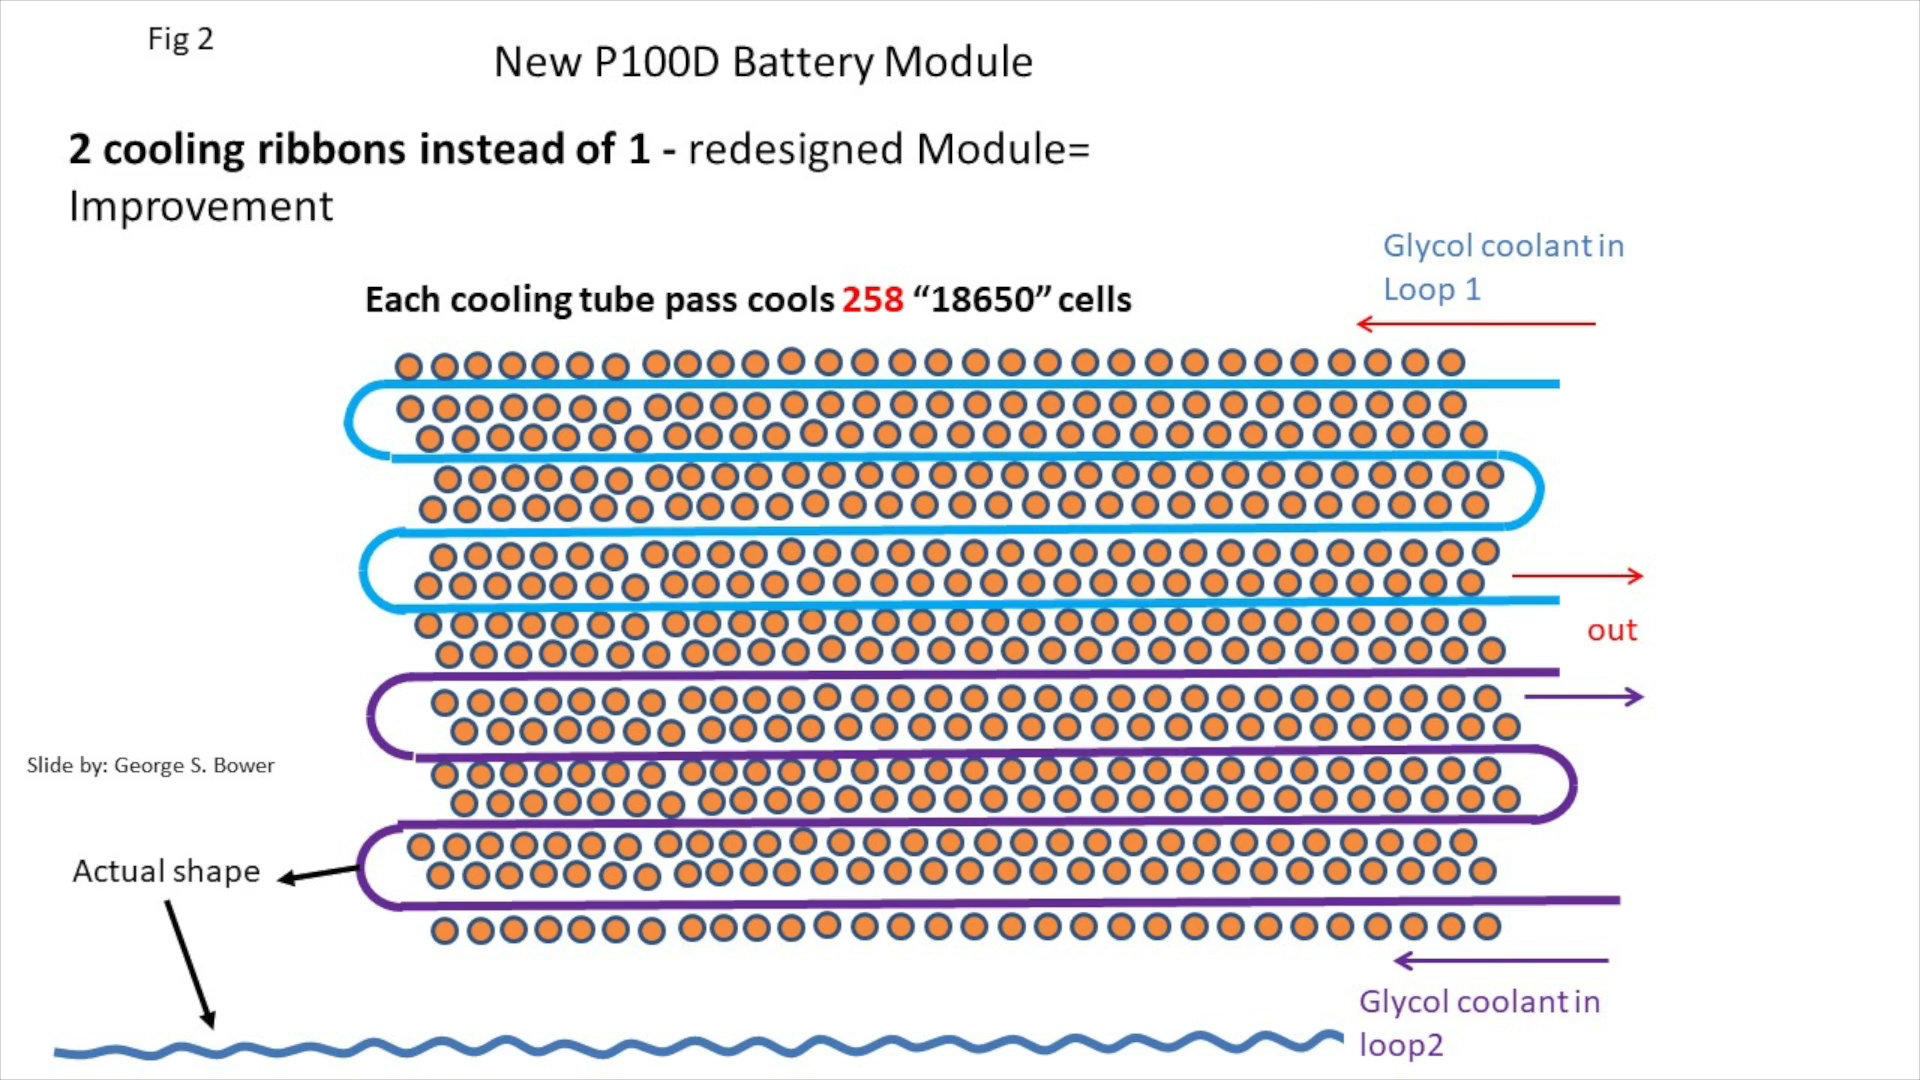 Fig 2
New P100D Battery Module
2 cooling ribbons instead of 1 - redesigned Module=
Improvement
Glycol coolant in
Loop 1
Each cooling tube pass cools 258 “18650” cells
out
Slide by: George S. Bower
Actual shape
Glycol coolant in
loop2